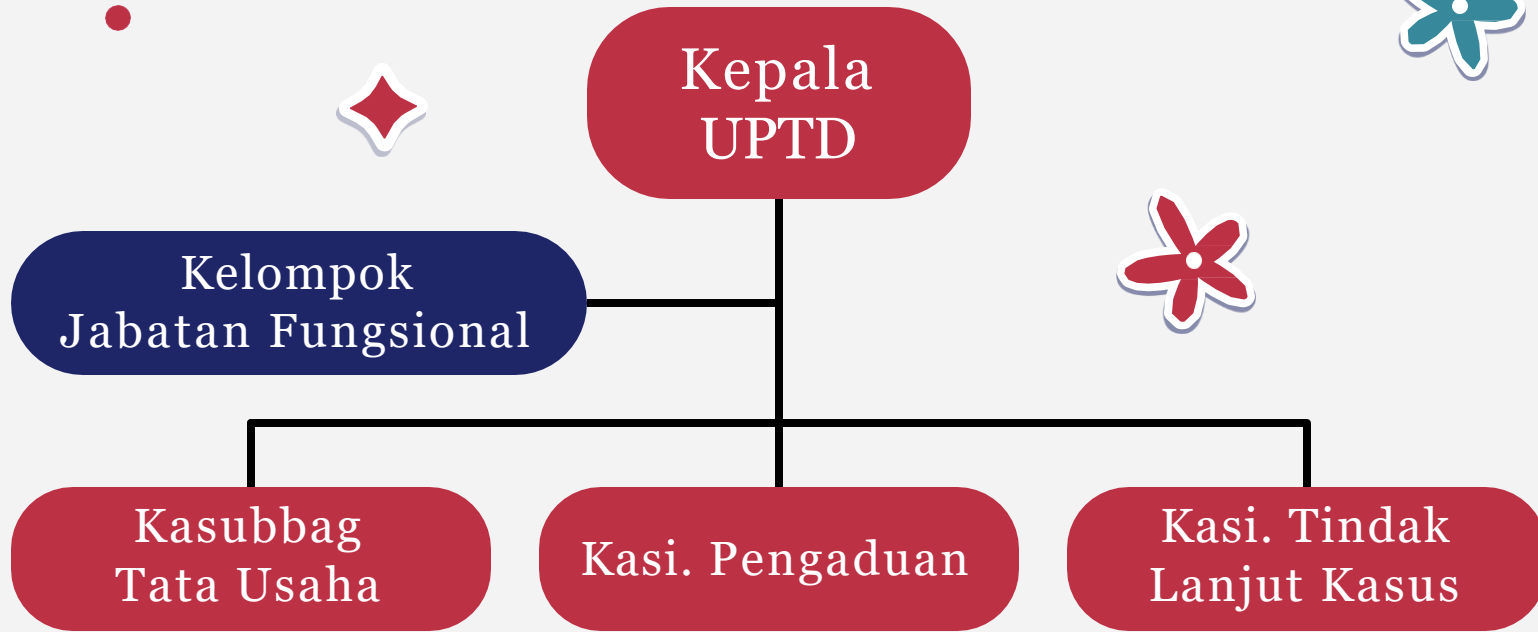 Kepala
UPTD
Kelompok
Jabatan Fungsional
Kasubbag
Tata Usaha
Kasi. Pengaduan
Kasi. Tindak
Lanjut Kasus